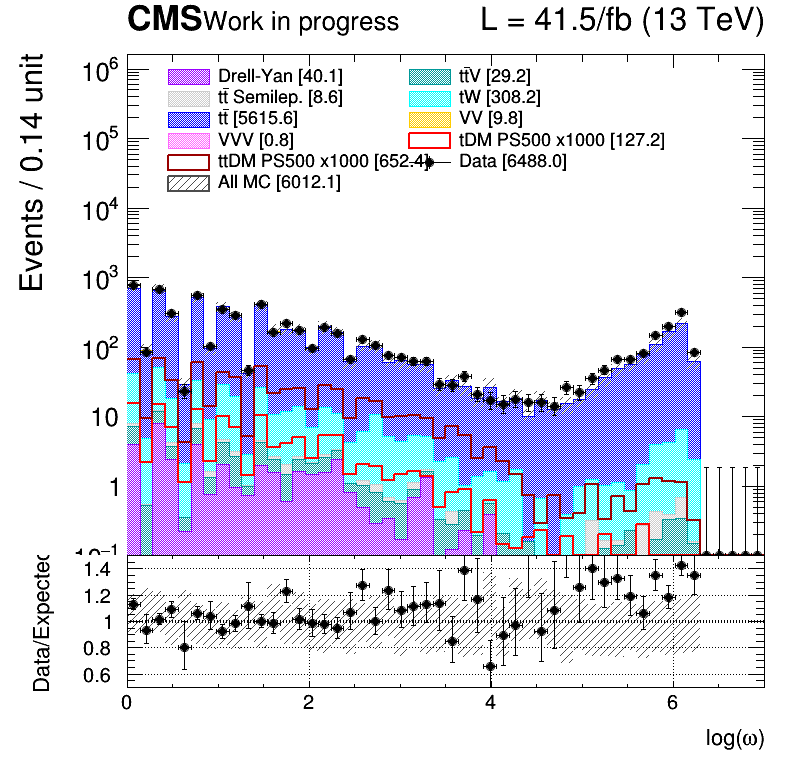 CMS Work in progress L = 41.5/fb (13 TeV)
Events / 0.14 unit
10⁶
10⁵
10⁴
10³
10²
10
1
10⁻¹
Drell-Yan [40.1]
tt̄V [29.2]
tt̄ Semilep. [8.6]
tW [308.2]
tt̄ [5615.6]
VV [9.8]
VVV [0.8]
tDM PS500 x1000 [127.2]
ttDM PS500 x1000 [652.4]
Data [6488.0]
All MC [6012.1]
Data/Expected
1.4
1.2
1
0.8
0.6
0 2 4 6
log(ω)